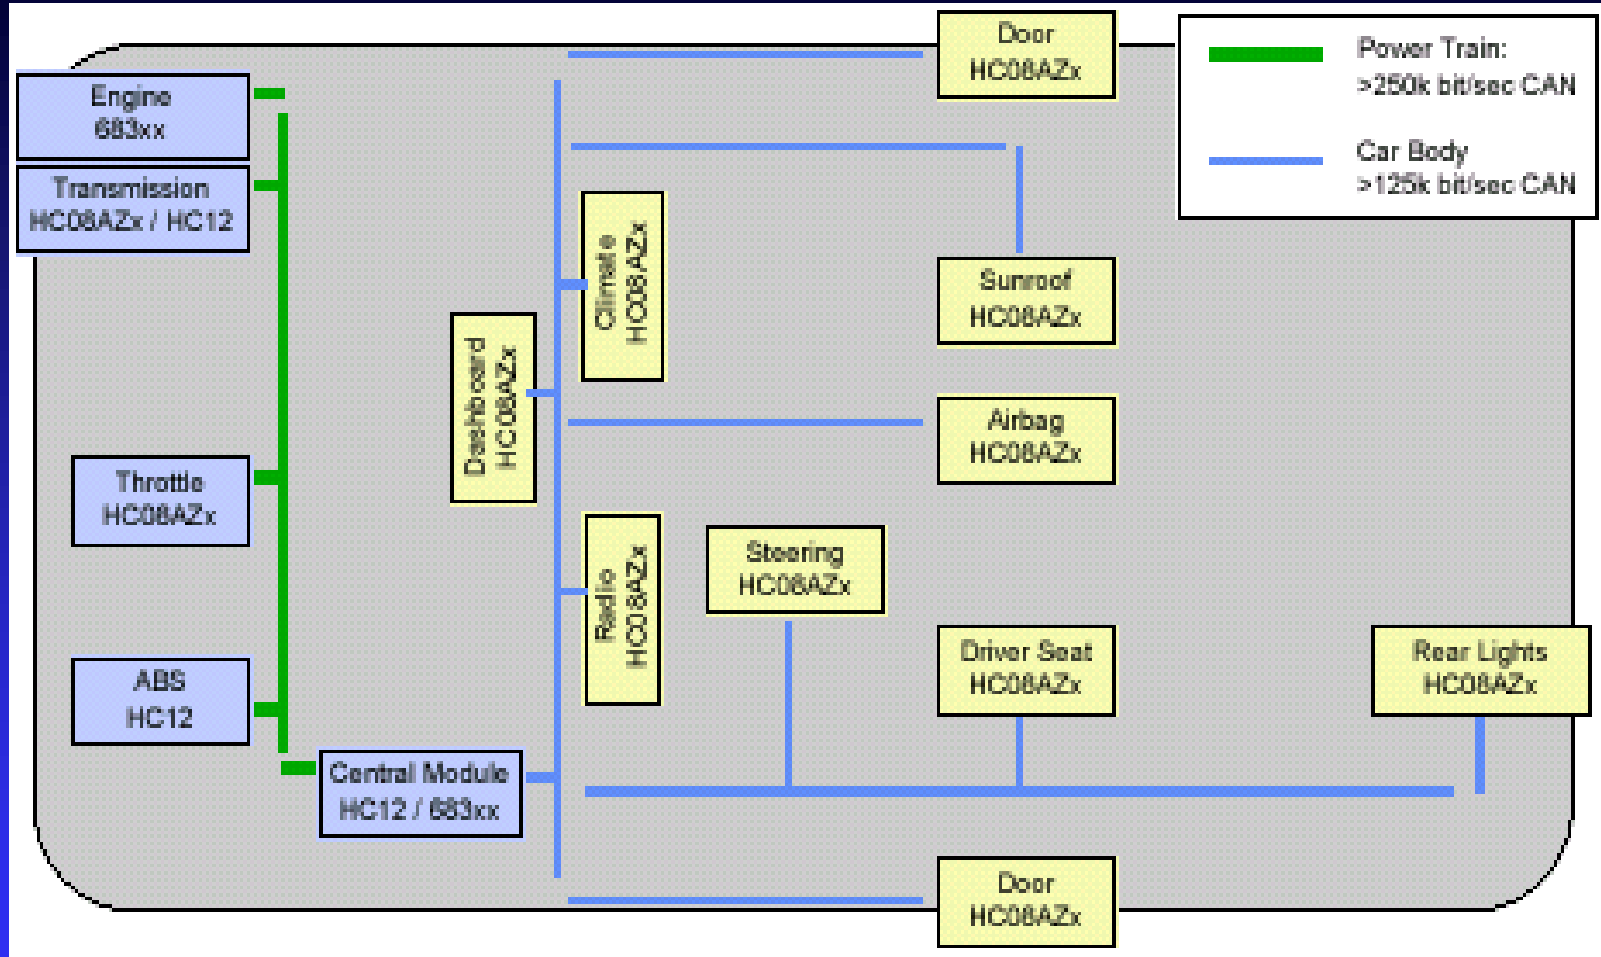 Door
HC08AZx
Power Train:
>250k bit/sec CAN
Car Body
>125k bit/sec CAN
Engine
683xx
Transmission
HC08AZx / HC12
Climate
HC08AZx
Sunroof
HC08AZx
Dashboard
HC08AZx
Airbag
HC08AZx
Throttle
HC08AZx
Radio
HC08AZx
Steering
HC08AZx
Driver Seat
HC08AZx
Rear Lights
HC08AZx
ABS
HC12
Central Module
HC12 / 683xx
Door
HC08AZx